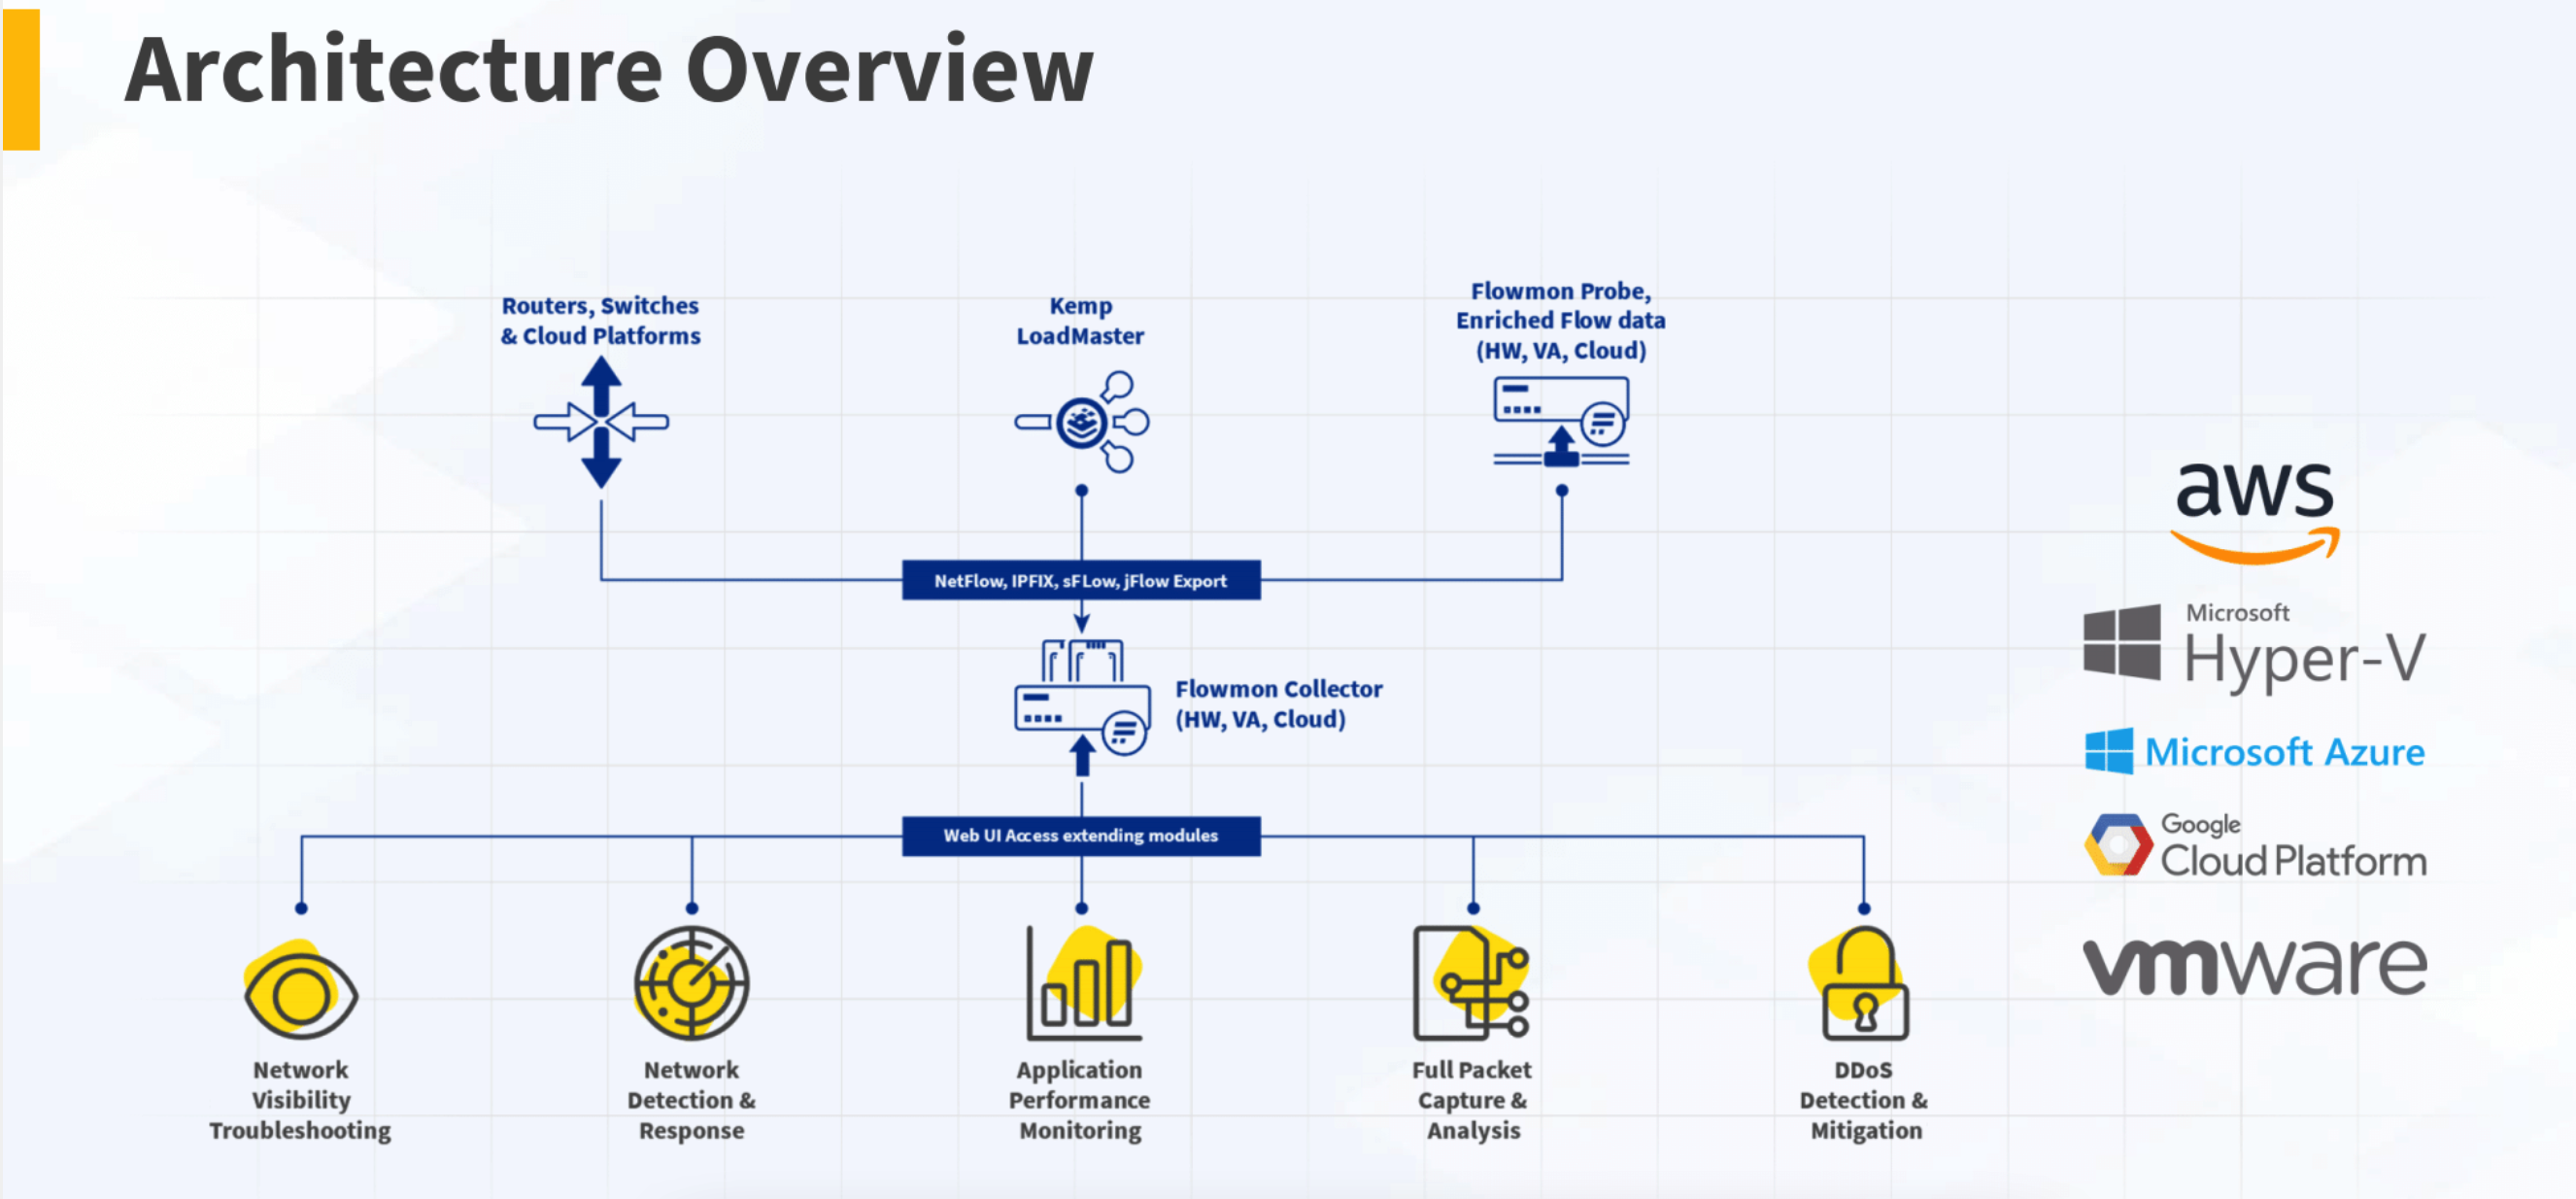 Architecture Overview
Routers, Switches
& Cloud Platforms
Kemp
LoadMaster
Flowmon Probe,
Enriched Flow data
(HW, VA, Cloud)
NetFlow, IPFIX, sFLow, jFlow Export
Flowmon Collector
(HW, VA, Cloud)
Web UI Access extending modules
Network
Visibility
Troubleshooting
Network
Detection &
Response
Application
Performance
Monitoring
Full Packet
Capture &
Analysis
DDoS
Detection &
Mitigation
aws
Microsoft
Hyper-V
Microsoft Azure
Google
Cloud Platform
vmware